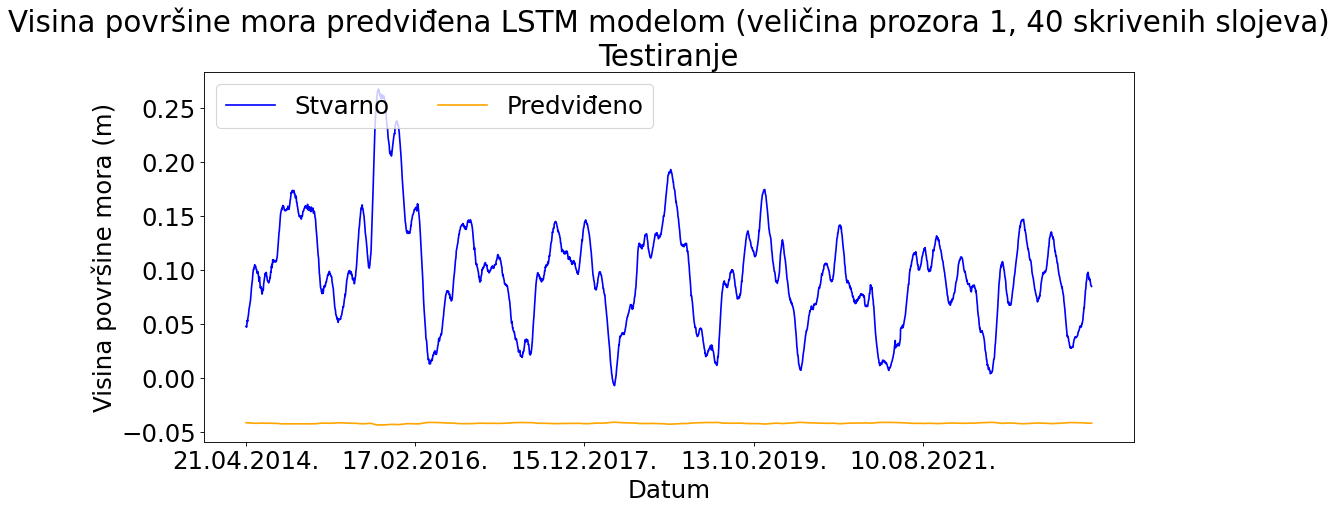 Visina površine mora predviđena LSTM modelom (veličina prozora 1, 40 skrivenih slojeva)
Testiranje
Stvarno
Predviđeno
Visina površine mora (m)
0.25
0.20
0.15
0.10
0.05
0.00
−0.05
21.04.2014.
17.02.2016.
15.12.2017.
13.10.2019.
10.08.2021.
Datum